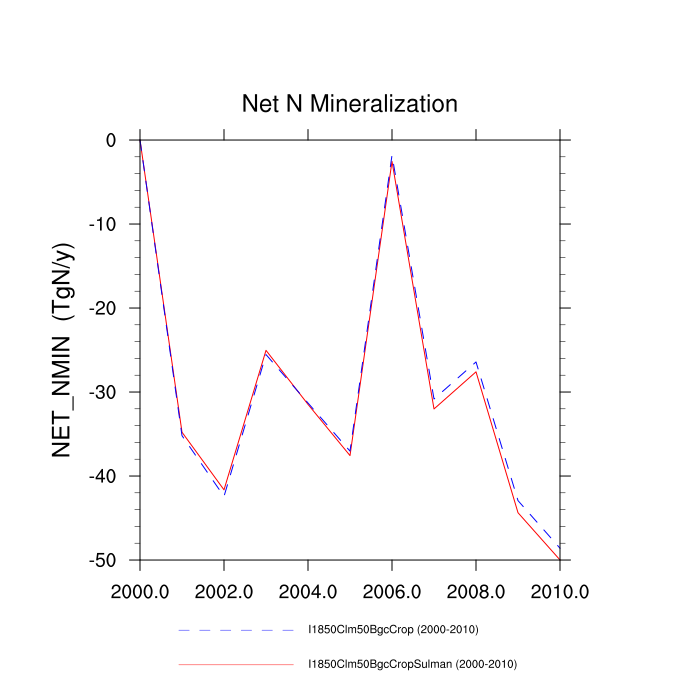 Net N Mineralization
NET_NMIN (TgN/y)
0
-10
-20
-30
-40
-50
2000.0 2002.0 2004.0 2006.0 2008.0 2010.0
I1850Clm50BgcCrop (2000-2010)
I1850Clm50BgcCropSulman (2000-2010)